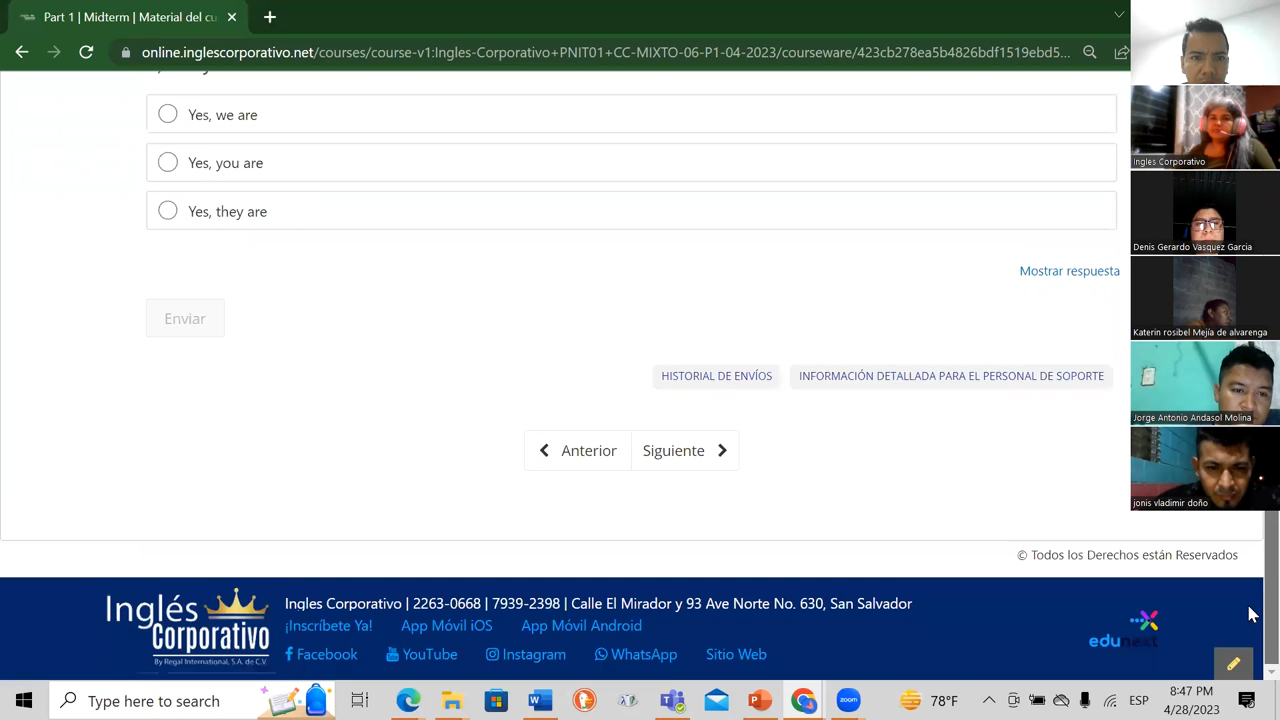 Part 1 | Midterm | Material del cu
online.inglescorporativo.net/courses/course-v1:Ingles-Corporativo+PNIT01+CC-MIXTO-06-P1-04-2023/courseware/423cb278ea5b4826bdf1519ebd5...
Yes, we are
Yes, you are
Yes, they are
Mostrar respuesta
Enviar
HISTORIAL DE ENVÍOS
INFORMACIÓN DETALLADA PARA EL PERSONAL DE SOPORTE
Anterior
Siguiente
Ingles Corporativo
Denis Gerardo Vasquez Garcia
Katerin rosibel Mejía de alvarenga
Jorge Antonio Andasol Molina
jonis vladimir doño
© Todos los Derechos están Reservados
Inglés Corporativo
By Regal International, S.A. de C.V.
Ingles Corporativo | 2263-0668 | 7939-2398 | Calle El Mirador y 93 Ave Norte No. 630, San Salvador
¡Inscríbete Ya! App Móvil iOS App Móvil Android
Facebook YouTube Instagram WhatsApp Sitio Web
edunext
Type here to search
78°F
ESP
8:47 PM
4/28/2023